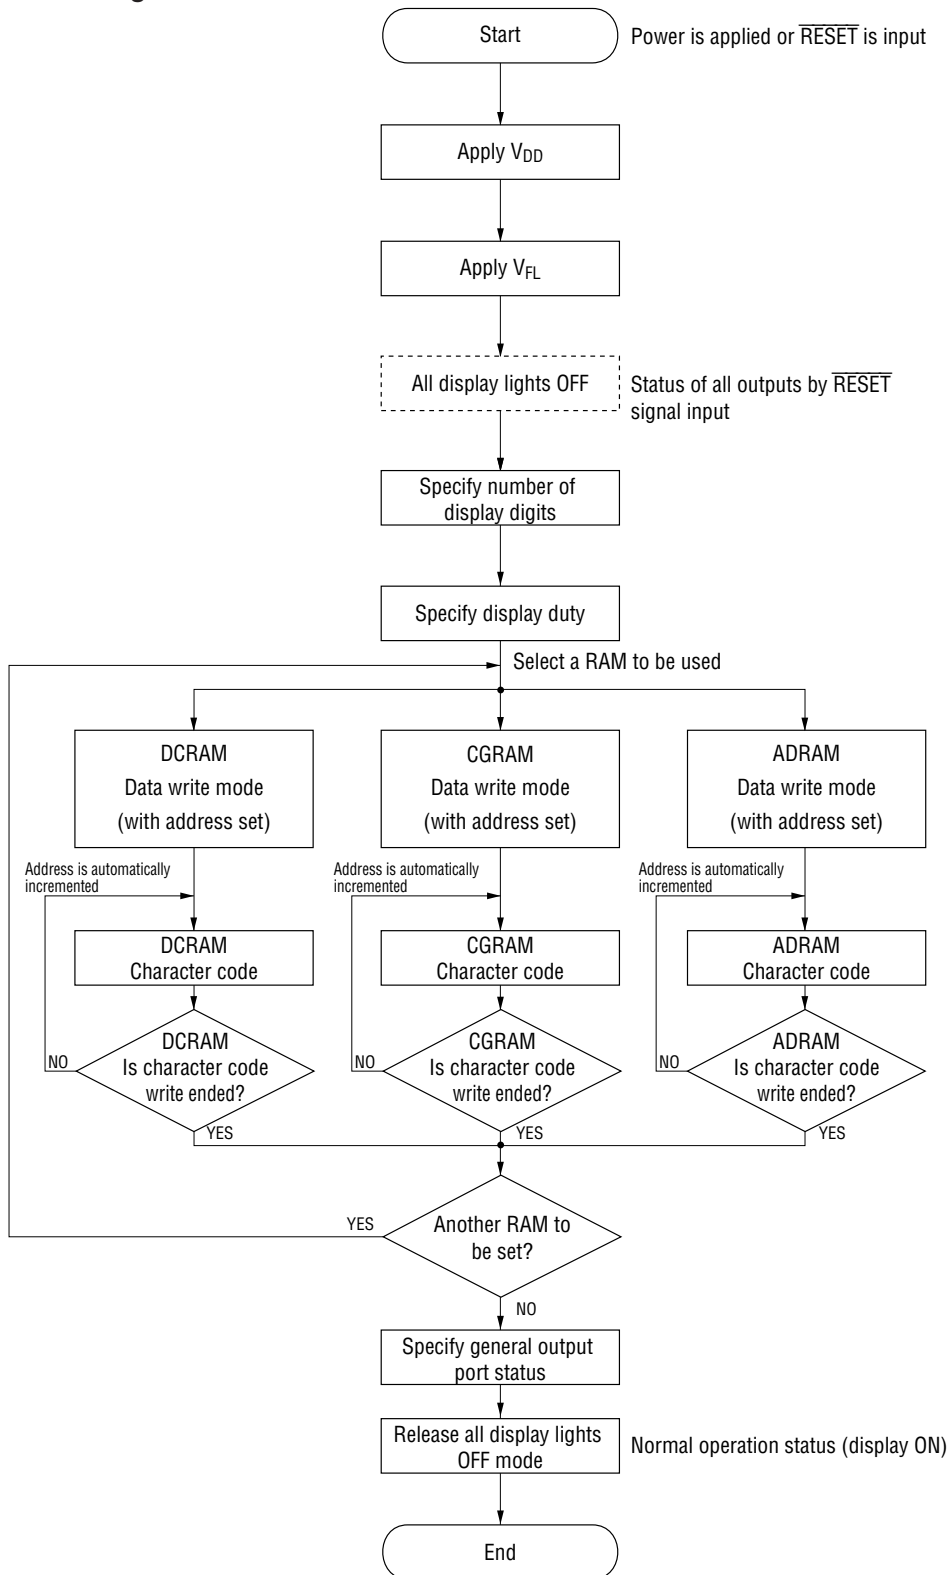 Start
Power is applied or RESET is input
Apply VDD
Apply VFL
All display lights OFF
Status of all outputs by RESET
signal input
Specify number of
display digits
Specify display duty
Select a RAM to be used
DCRAM
Data write mode
(with address set)
CGRAM
Data write mode
(with address set)
ADRAM
Data write mode
(with address set)
Address is automatically
incremented
Address is automatically
incremented
Address is automatically
incremented
DCRAM
Character code
CGRAM
Character code
ADRAM
Character code
DCRAM
Is character code
write ended?
NO
YES
CGRAM
Is character code
write ended?
NO
YES
ADRAM
Is character code
write ended?
NO
YES
Another RAM to
be set?
YES
NO
Specify general output
port status
Release all display lights
OFF mode
Normal operation status (display ON)
End